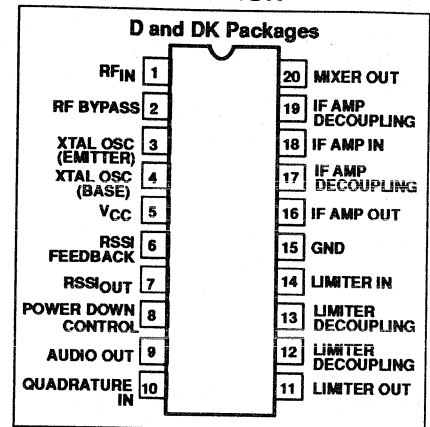 D and DK Packages
RFIN 1
RF BYPASS 2
XTAL OSC
(EMITTER) 3
XTAL OSC
(BASE) 4
VCC 5
RSSI
FEEDBACK 6
RSSIOUT 7
POWER DOWN
CONTROL 8
AUDIO OUT 9
QUADRATURE
IN 10
20 MIXER OUT
19 IF AMP
DECOUPLING
18 IF AMP IN
17 IF AMP
DECOUPLING
16 IF AMP OUT
15 GND
14 LIMITER IN
13 LIMITER
DECOUPLING
12 LIMITER
DECOUPLING
11 LIMITER OUT